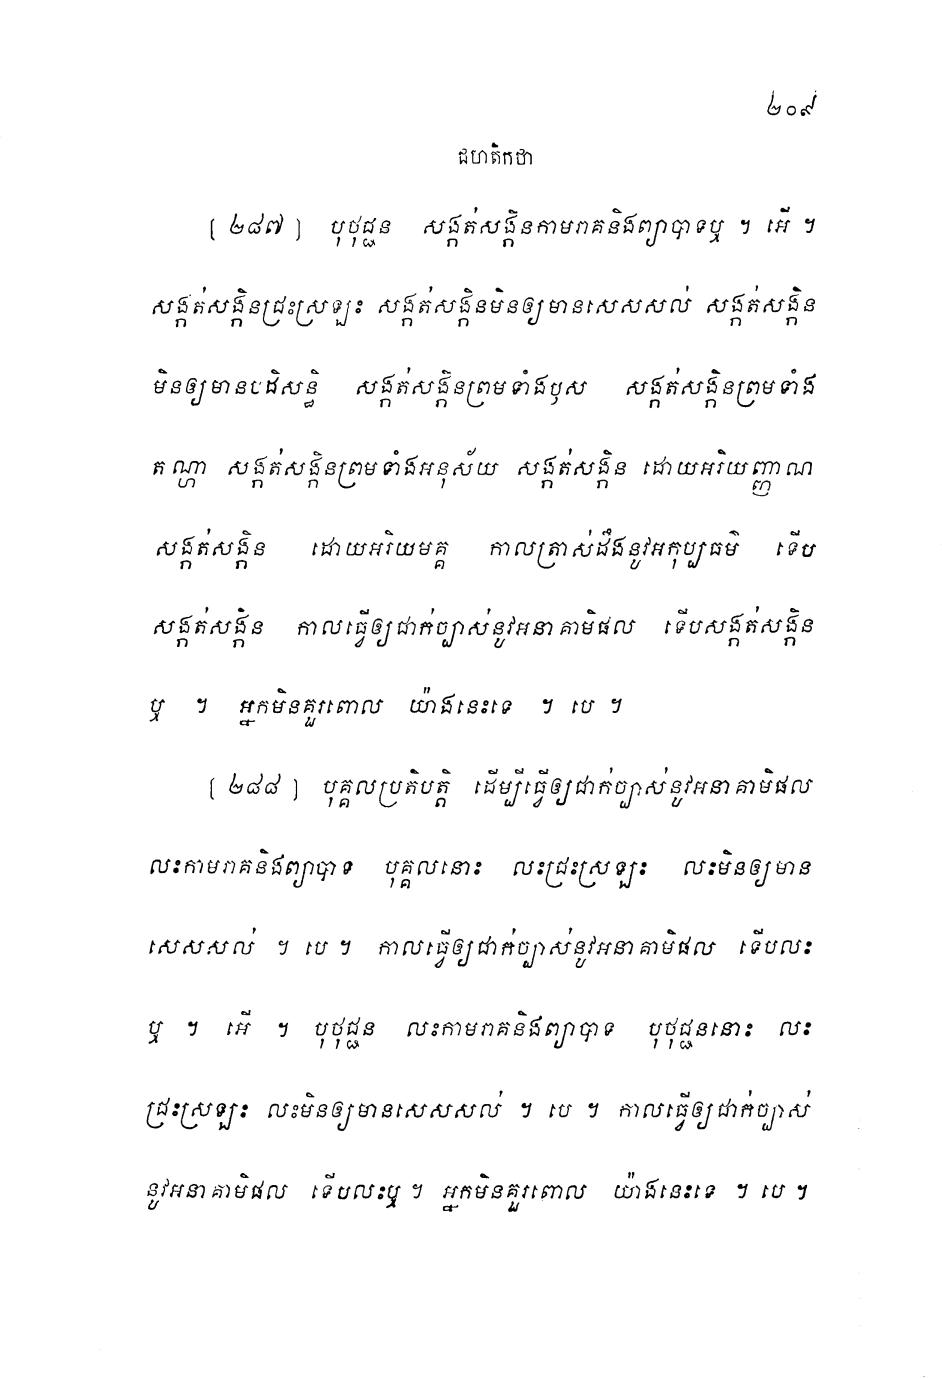 ២០៩
ជហតិកថា
[ ២៨៧ ] បុថុជ្ជន សង្កត់សង្កិនកាមរាគនិងព្យាបាទឬ ។ អើ ។
សង្កត់សង្កិនជ្រះស្រឡះ សង្កត់សង្កិនមិនឲ្យមានសេសសល់ សង្កត់សង្កិន
មិនឲ្យមានបដិសន្ធិ សង្កត់សង្កិនព្រមទាំងឫស សង្កត់សង្កិនព្រមទាំង
តណ្ហា សង្កត់សង្កិនព្រមទាំងអនុស័យ សង្កត់សង្កិន ដោយអរិយញ្ញាណ
សង្កត់សង្កិន ដោយអរិយមគ្គ កាលត្រាស់ដឹងនូវអកុប្បធម៌ ទើប
សង្កត់សង្កិន កាលធ្វើឲ្យជាក់ច្បាស់នូវអនាគាមិផល ទើបសង្កត់សង្កិន
ឬ ។ អ្នកមិនគួរពោល យ៉ាងនេះទេ ។ បេ ។
[ ២៨៨ ] បុគ្គលប្រតិបត្តិ ដើម្បីធ្វើឲ្យជាក់ច្បាស់នូវអនាគាមិផល
លះកាមរាគនិងព្យាបាទ បុគ្គលនោះ លះជ្រះស្រឡះ លះមិនឲ្យមាន
សេសសល់ ។ បេ ។ កាលធ្វើឲ្យជាក់ច្បាស់នូវអនាគាមិផល ទើបលះ
ឬ ។ អើ ។ បុថុជ្ជន លះកាមរាគនិងព្យាបាទ បុថុជ្ជននោះ លះ
ជ្រះស្រឡះ លះមិនឲ្យមានសេសសល់ ។ បេ ។ កាលធ្វើឲ្យជាក់ច្បាស់
នូវអនាគាមិផល ទើបលះឬ ។ អ្នកមិនគួរពោល យ៉ាងនេះទេ ។ បេ ។